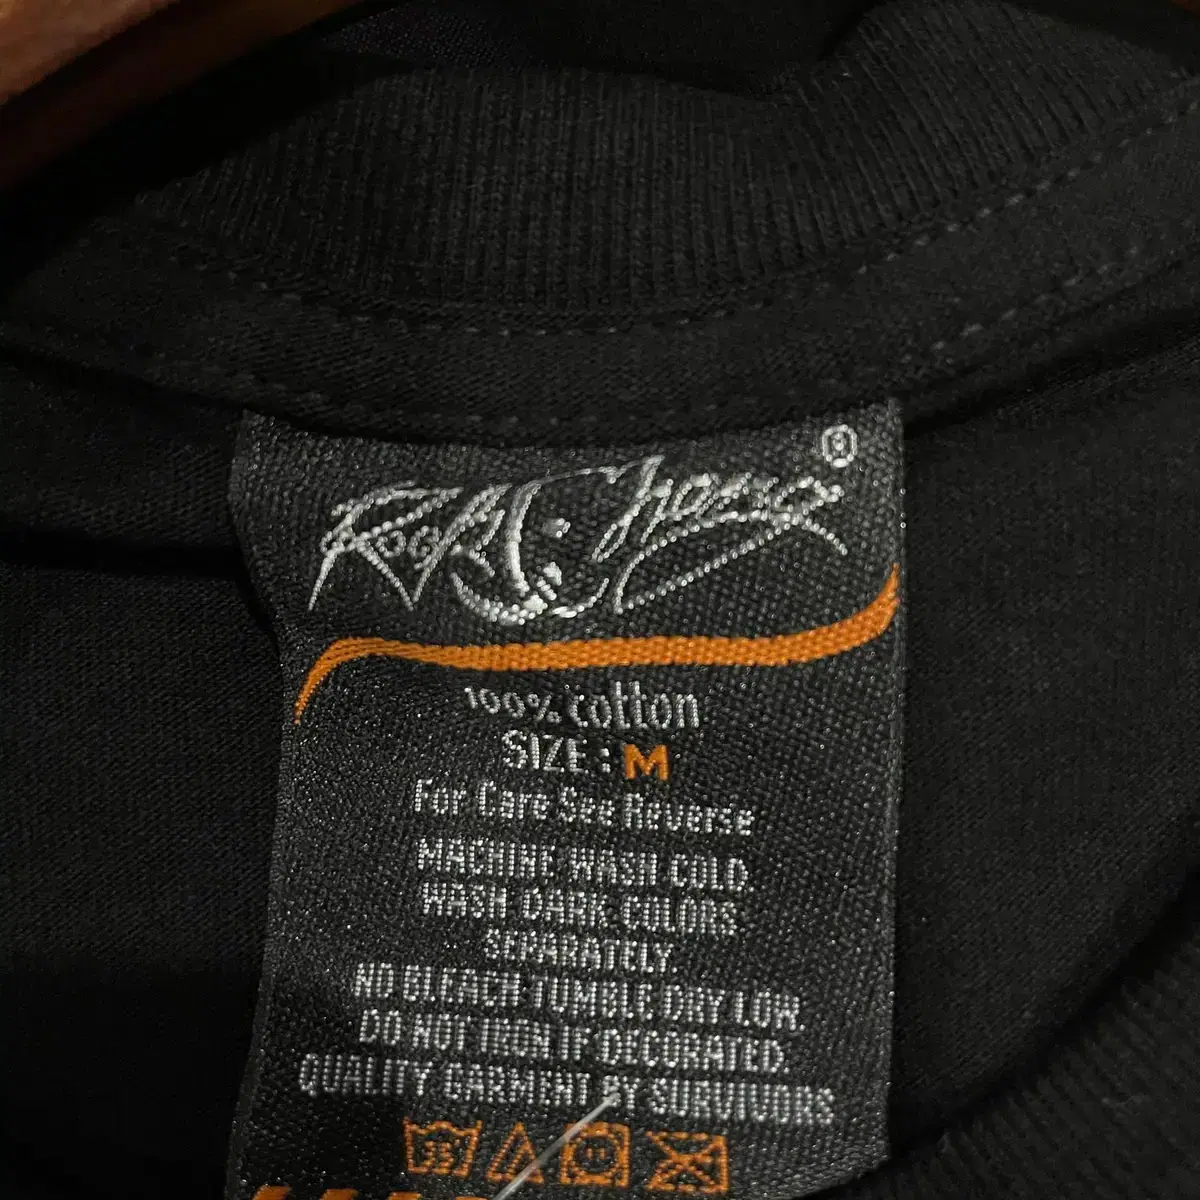 Rock Chang ®
100% cotton
SIZE: M
For Care See Reverse
MACHINE WASH COLD.
WASH DARK COLORS
SEPARATELY.
NO BLEACH TUMBLE DRY LOW.
DO NOT IRON IF DECORATED.
QUALITY GARMENT BY SURVIVORS